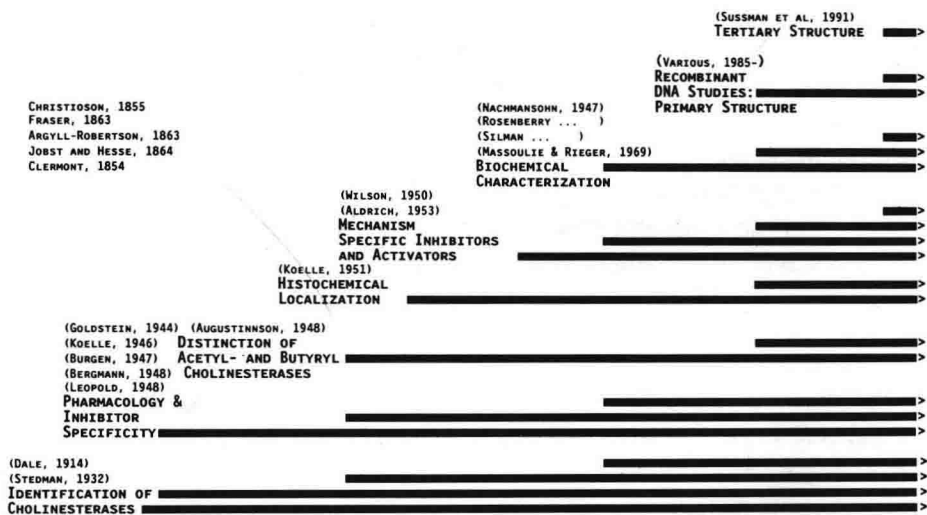 (SUSSMAN ET AL, 1991)
TERTIARY STRUCTURE
(VARIOUS, 1985-)
RECOMBINANT
DNA STUDIES:
PRIMARY STRUCTURE
CHRISTIOSON, 1855
FRASER, 1863
ARGYLL-ROBERTSON, 1863
JOBST AND HESSE, 1864
CLERMONT, 1854
(NACHMANSOHN, 1947)
(ROSENBERRY ... )
(SILMAN ... )
(MASSOULIE & RIEGER, 1969)
BIOCHEMICAL
CHARACTERIZATION
(WILSON, 1950)
(ALDRICH, 1953)
MECHANISM
SPECIFIC INHIBITORS
AND ACTIVATORS
(KOELLE, 1951)
HISTOCHEMICAL
LOCALIZATION
(GOLDSTEIN, 1944) (AUGUSTINNSON, 1948)
(KOELLE, 1946) DISTINCTION OF
(BURGEN, 1947) ACETYL- AND BUTYRYL
(BERGMANN, 1948) CHOLINESTERASES
(LEOPOLD, 1948)
PHARMACOLOGY &
INHIBITOR
SPECIFICITY
(DALE, 1914)
(STEDMAN, 1932)
IDENTIFICATION OF
CHOLINESTERASES